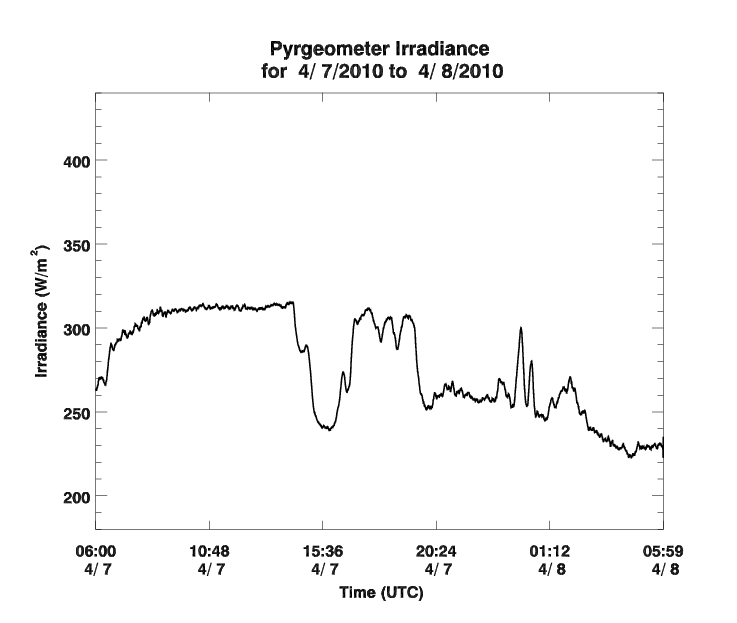 Pyrgeometer Irradiance
for 4/ 7/2010 to 4/ 8/2010
400
350
300
250
200
Irradiance (W/m²)
06:00 10:48 15:36 20:24 01:12 05:59
4/ 7 4/ 7 4/ 7 4/ 7 4/ 8 4/ 8
Time (UTC)